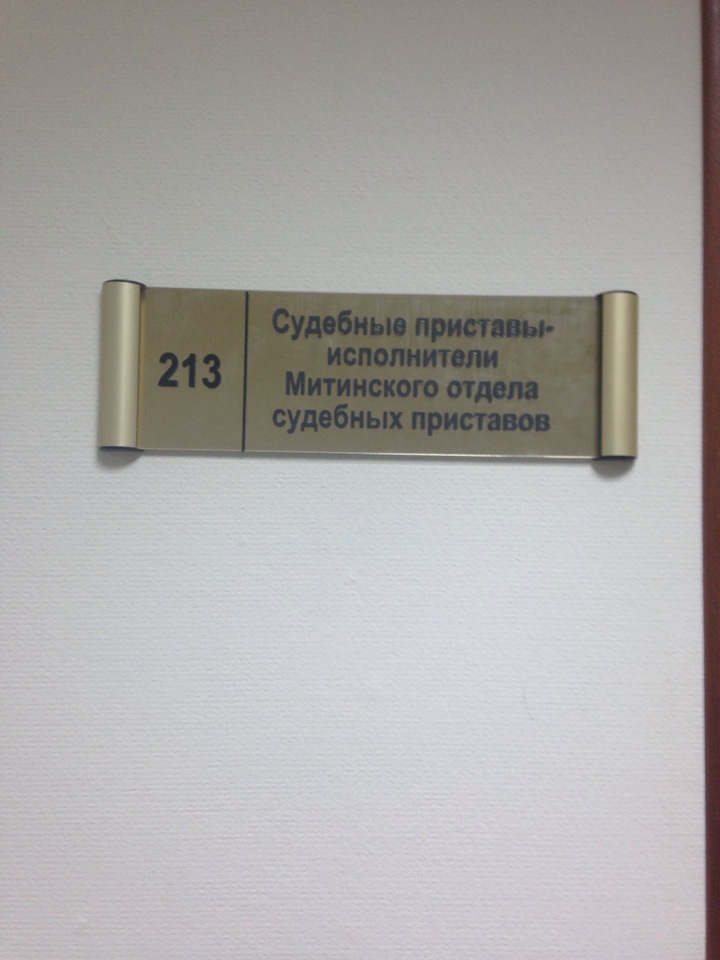 213
Судебные приставы-
исполнители
Митинского отдела
судебных приставов